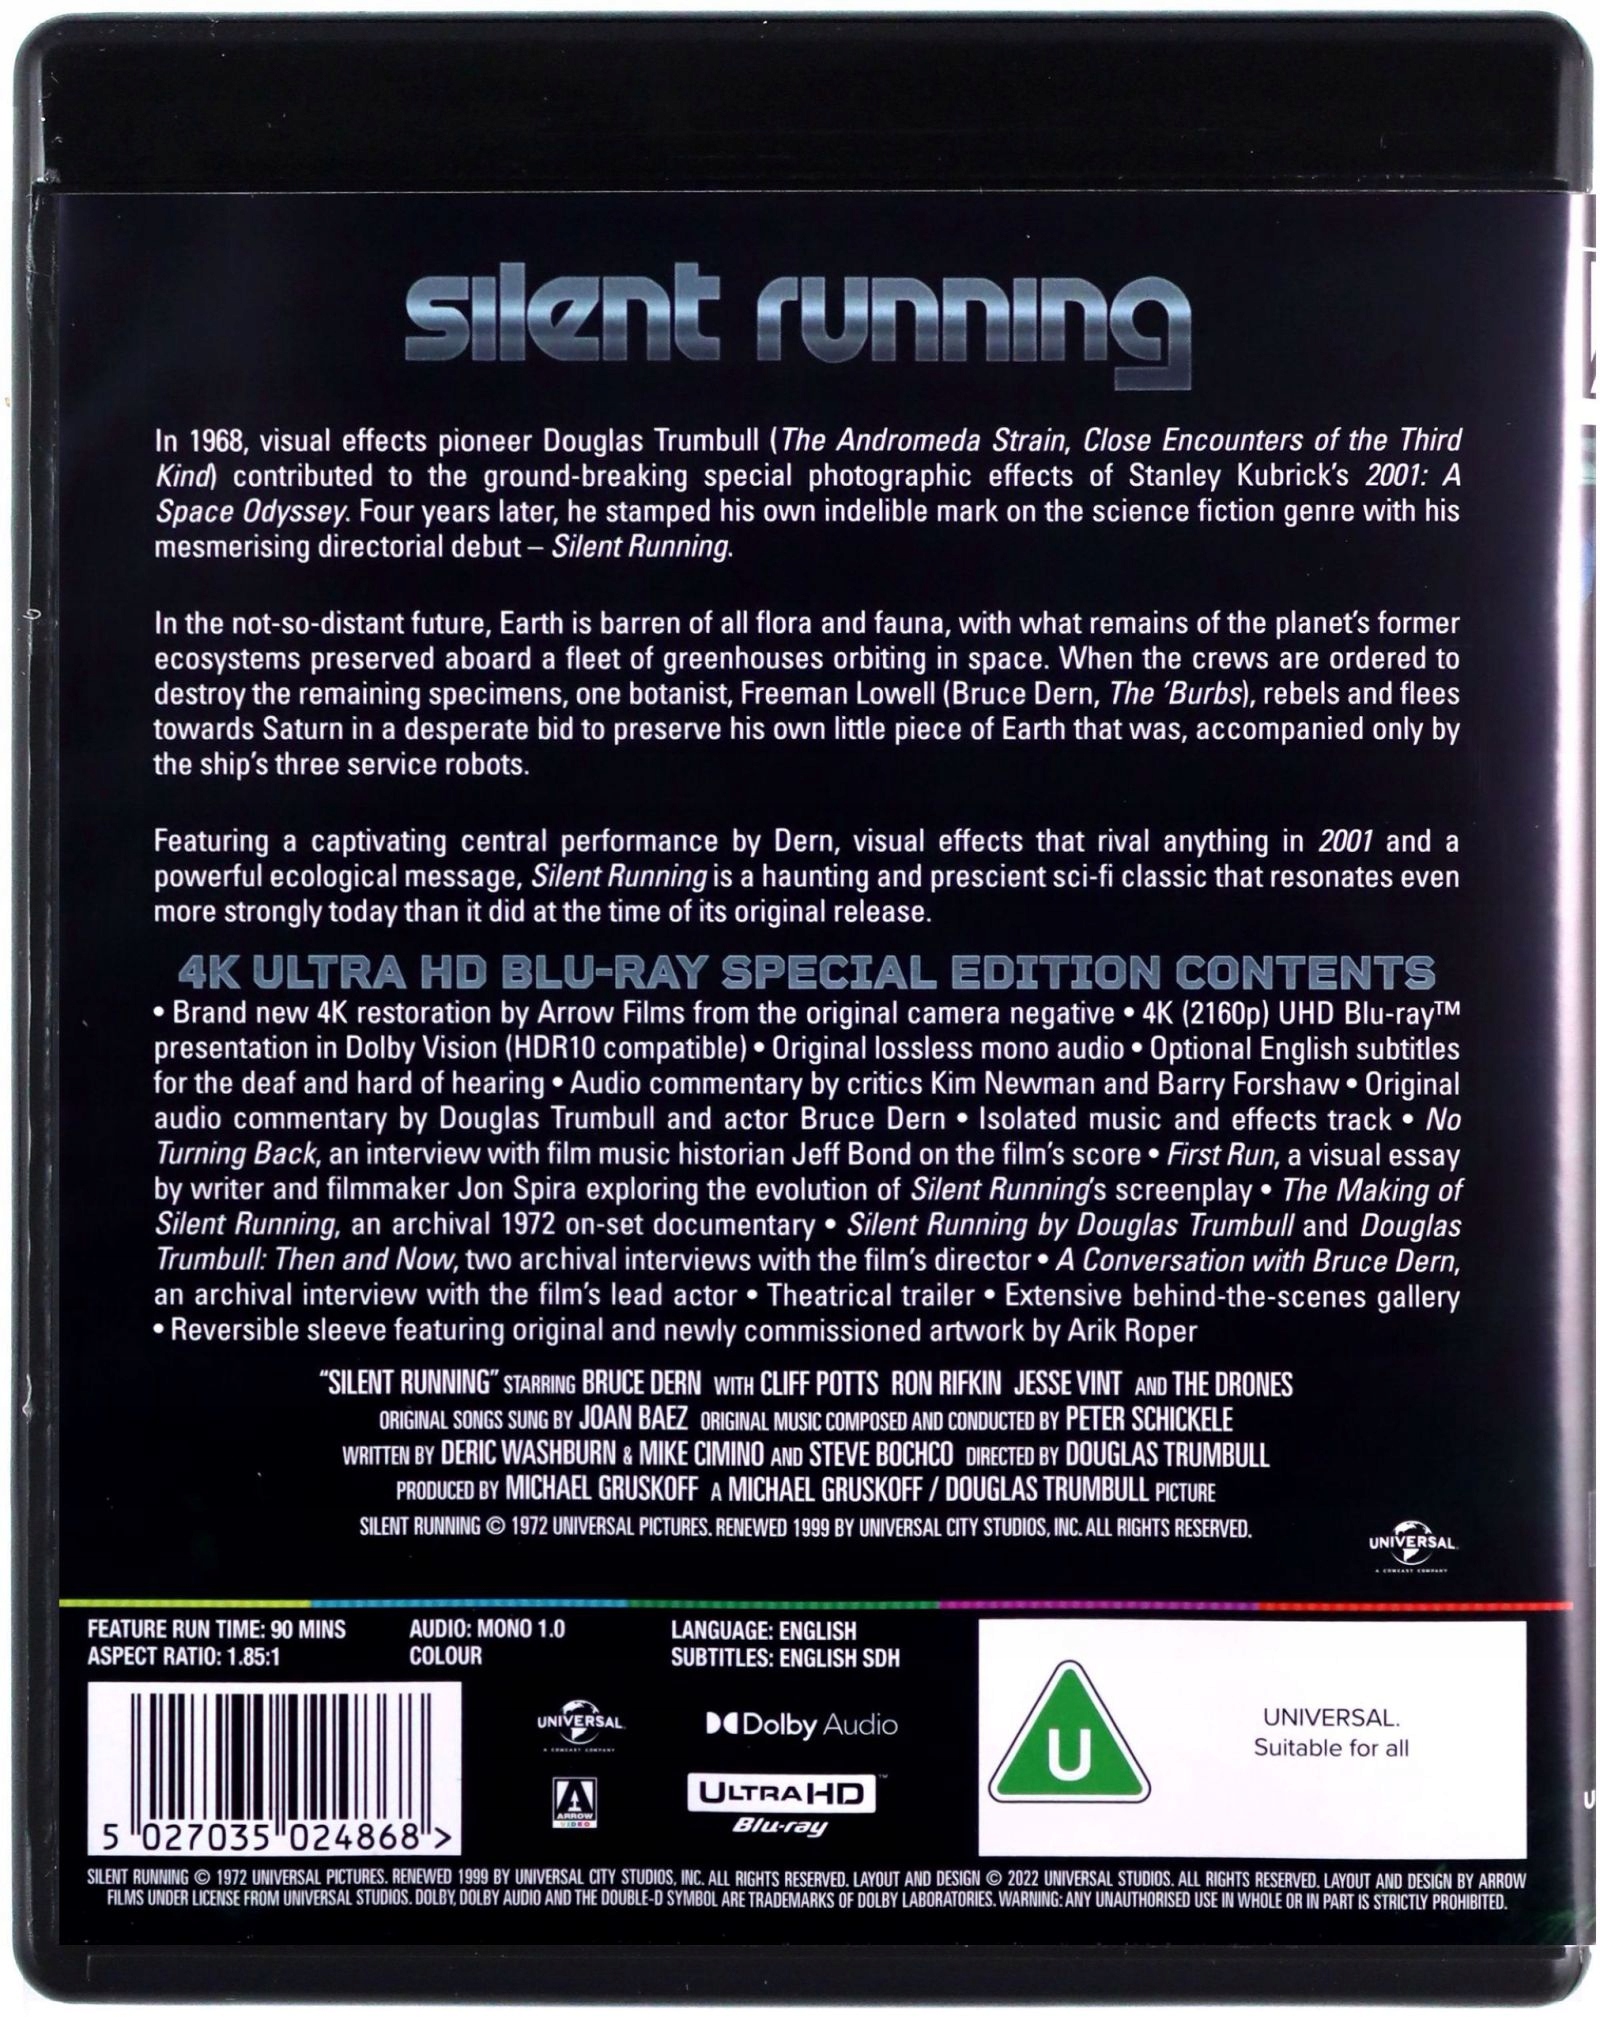 silent running
In 1968, visual effects pioneer Douglas Trumbull (The Andromeda Strain, Close Encounters of the Third
Kind) contributed to the ground-breaking special photographic effects of Stanley Kubrick's 2001: A
Space Odyssey. Four years later, he stamped his own indelible mark on the science fiction genre with his
mesmerising directorial debut – Silent Running.
In the not-so-distant future, Earth is barren of all flora and fauna, with what remains of the planet's former
ecosystems preserved aboard a fleet of greenhouses orbiting in space. When the crews are ordered to
destroy the remaining specimens, one botanist, Freeman Lowell (Bruce Dern, The 'Burbs), rebels and flees
towards Saturn in a desperate bid to preserve his own little piece of Earth that was, accompanied only by
the ship's three service robots.
Featuring a captivating central performance by Dern, visual effects that rival anything in 2001 and a
powerful ecological message, Silent Running is a haunting and prescient sci-fi classic that resonates even
more strongly today than it did at the time of its original release.
4K ULTRA HD BLU-RAY SPECIAL EDITION CONTENTS
• Brand new 4K restoration by Arrow Films from the original camera negative • 4K (2160p) UHD Blu-ray™
presentation in Dolby Vision (HDR10 compatible) • Original lossless mono audio • Optional English subtitles
for the deaf and hard of hearing • Audio commentary by critics Kim Newman and Barry Forshaw • Original
audio commentary by Douglas Trumbull and actor Bruce Dern • Isolated music and effects track • No
Turning Back, an interview with film music historian Jeff Bond on the film's score • First Run, a visual essay
by writer and filmmaker Jon Spira exploring the evolution of Silent Running's screenplay • The Making of
Silent Running, an archival 1972 on-set documentary • Silent Running by Douglas Trumbull and Douglas
Trumbull: Then and Now, two archival interviews with the film's director • A Conversation with Bruce Dern,
an archival interview with the film's lead actor • Theatrical trailer • Extensive behind-the-scenes gallery
• Reversible sleeve featuring original and newly commissioned artwork by Arik Roper
“SILENT RUNNING” STARRING BRUCE DERN WITH CLIFF POTTS RON RIFKIN JESSE VINT AND THE DRONES
ORIGINAL SONGS SUNG BY JOAN BAEZ ORIGINAL MUSIC COMPOSED AND CONDUCTED BY PETER SCHICKELE
WRITTEN BY DERIC WASHBURN & MIKE CIMINO AND STEVE BOCHCO DIRECTED BY DOUGLAS TRUMBULL
PRODUCED BY MICHAEL GRUSKOFF A MICHAEL GRUSKOFF / DOUGLAS TRUMBULL PICTURE
SILENT RUNNING © 1972 UNIVERSAL PICTURES. RENEWED 1999 BY UNIVERSAL CITY STUDIOS, INC. ALL RIGHTS RESERVED.
UNIVERSAL
A COMCAST COMPANY
FEATURE RUN TIME: 90 MINS
ASPECT RATIO: 1.85:1
AUDIO: MONO 1.0
COLOUR
LANGUAGE: ENGLISH
SUBTITLES: ENGLISH SDH
5 027035 024868 >
UNIVERSAL
A COMCAST COMPANY
ARROW
VIDEO
Dolby Audio
ULTRA HD™
Blu-ray
U
UNIVERSAL.
Suitable for all
SILENT RUNNING © 1972 UNIVERSAL PICTURES. RENEWED 1999 BY UNIVERSAL CITY STUDIOS, INC. ALL RIGHTS RESERVED. LAYOUT AND DESIGN © 2022 UNIVERSAL STUDIOS. ALL RIGHTS RESERVED. LAYOUT AND DESIGN BY ARROW
FILMS UNDER LICENSE FROM UNIVERSAL STUDIOS. DOLBY, DOLBY AUDIO AND THE DOUBLE-D SYMBOL ARE TRADEMARKS OF DOLBY LABORATORIES. WARNING: ANY UNAUTHORISED USE IN WHOLE OR IN PART IS STRICTLY PROHIBITED.